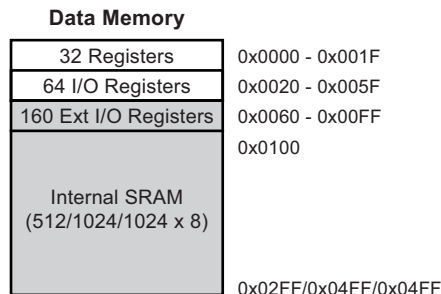 Data Memory
32 Registers 0x0000 - 0x001F
64 I/O Registers 0x0020 - 0x005F
160 Ext I/O Registers 0x0060 - 0x00FF
0x0100
Internal SRAM
(512/1024/1024 x 8)
0x02FF/0x04FF/0x04FF